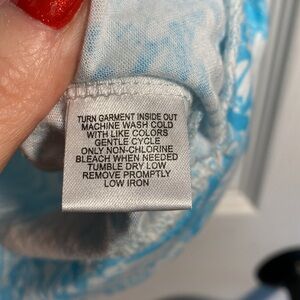 TURN GARMENT INSIDE OUT
MACHINE WASH COLD
WITH LIKE COLORS
GENTLE CYCLE
ONLY NON-CHLORINE
BLEACH WHEN NEEDED
TUMBLE DRY LOW
REMOVE PROMPTLY
LOW IRON